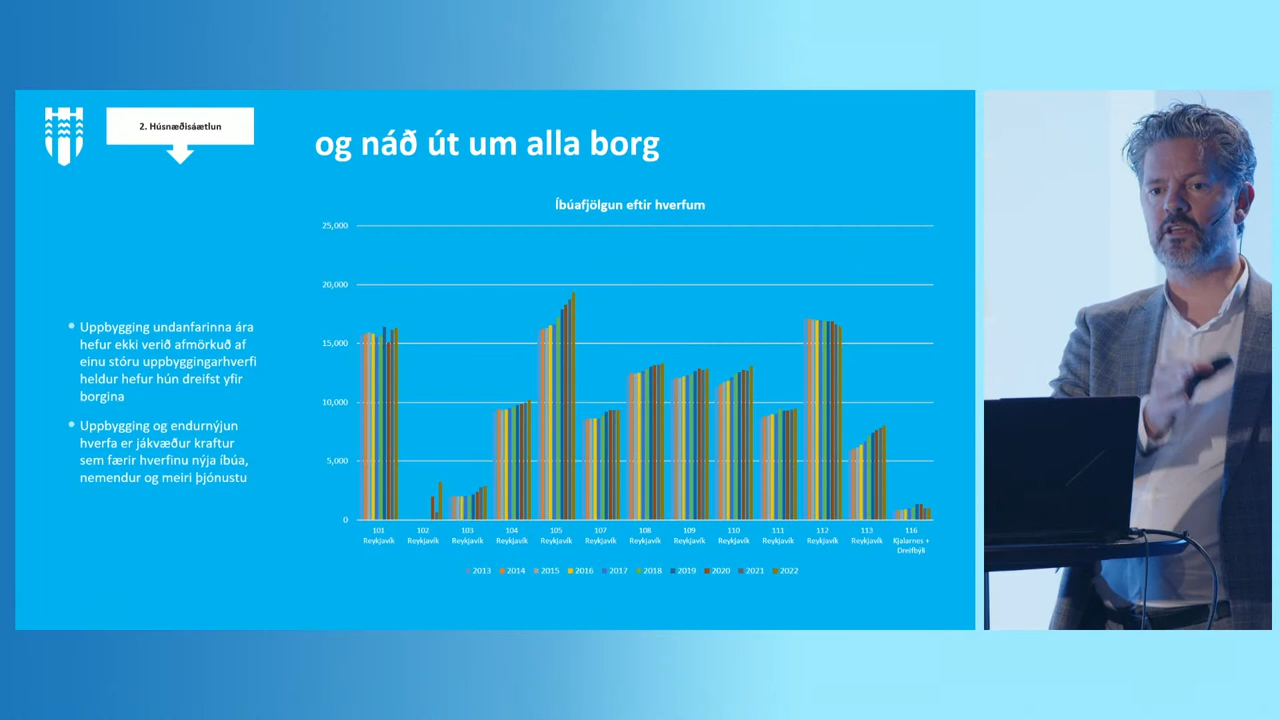 2. Húsnæðisáætlun
og náð út um alla borg
Uppbygging undanfarinna ára
hefur ekki verið afmörkuð af
einu stóru uppbyggingarhverfi
heldur hefur hún dreifst yfir
borgina
Uppbygging og endurnýjun
hverfa er jákvæður kraftur
sem færir hverfinu nýja íbúa,
nemendur og meiri þjónustu
Íbúafjölgun eftir hverfum
25,000
20,000
15,000
10,000
5,000
0
101 102 103 104 105 107 108 109 110 111 112 113 116
Reykjavík Reykjavík Reykjavík Reykjavík Reykjavík Reykjavík Reykjavík Reykjavík Reykjavík Reykjavík Reykjavík Reykjavík Kjalarnes +
Dreifbýli
2013 2014 2015 2016 2017 2018 2019 2020 2021 2022